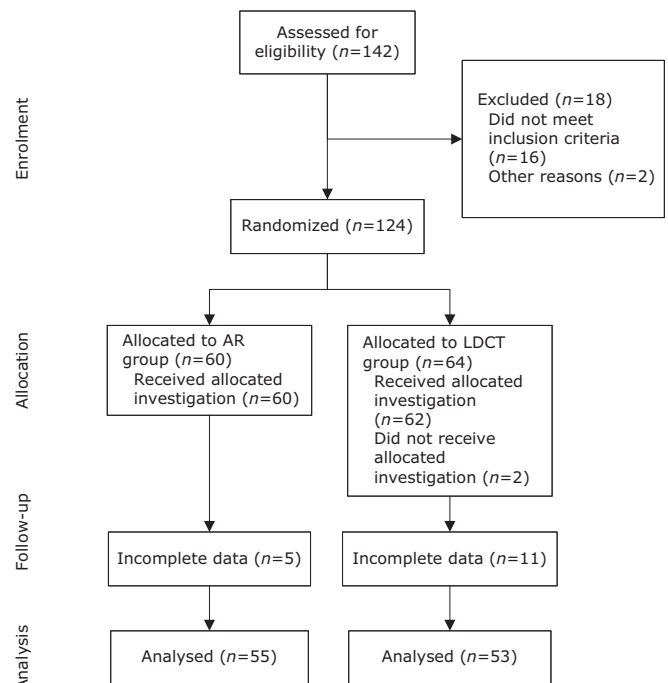 Assessed for
eligibility (n=142)
Enrolment
Excluded (n=18)
Did not meet
inclusion criteria
(n=16)
Other reasons (n=2)
Randomized (n=124)
Allocation
Allocated to AR
group (n=60)
Received allocated
investigation (n=60)
Allocated to LDCT
group (n=64)
Received allocated
investigation
(n=62)
Did not receive
allocated
investigation (n=2)
Follow-up
Incomplete data (n=5)
Incomplete data (n=11)
Analysis
Analysed (n=55)
Analysed (n=53)